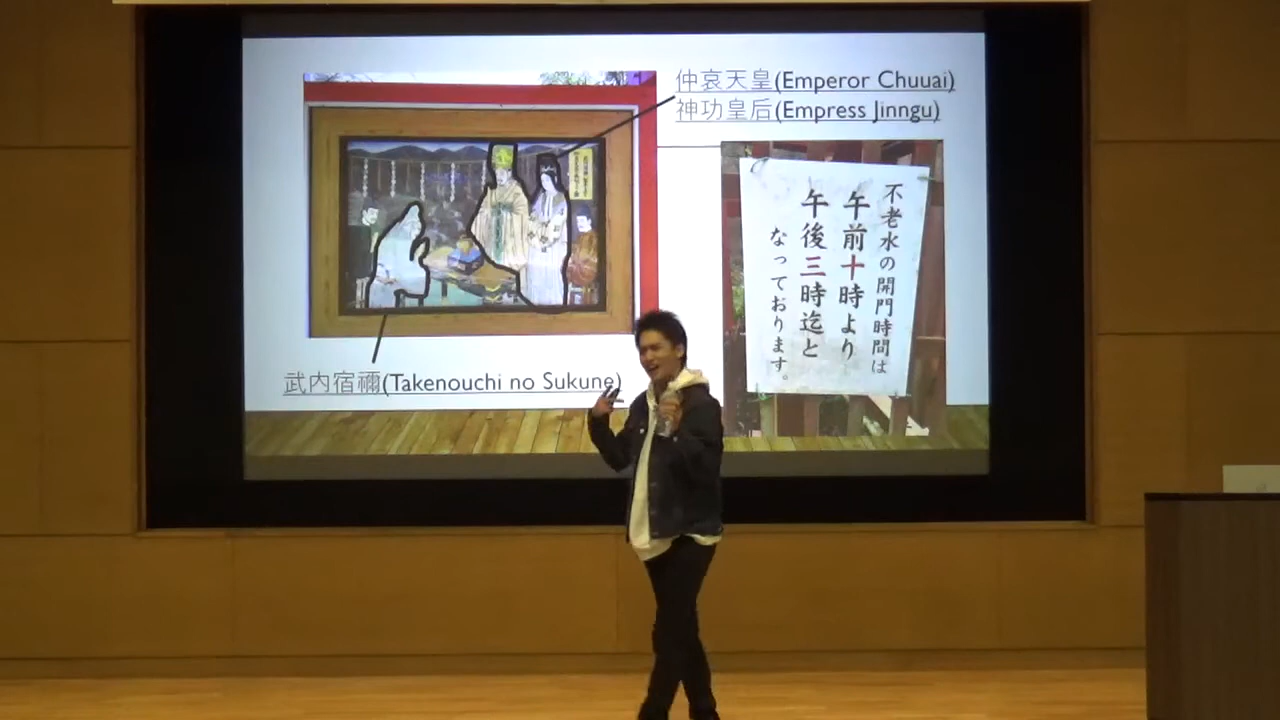 仲哀天皇(Emperor Chuuai)
神功皇后(Empress Jinngu)
武内宿禰(Takenouchi no Sukune)
不老水の開門時間は
午前十時より
午後三時迄と
なっております。